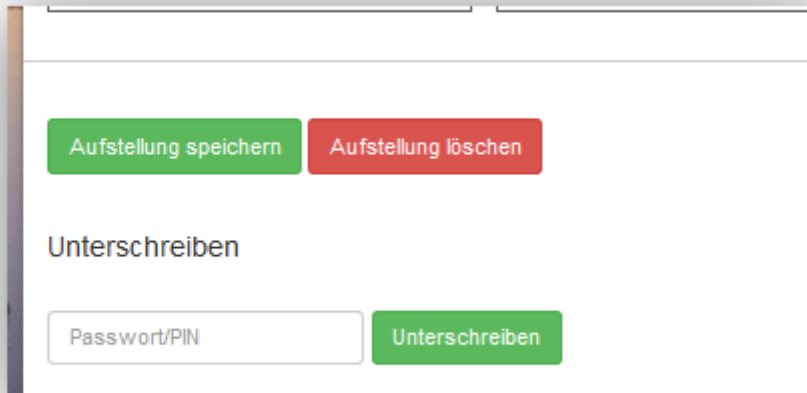 Aufstellung speichern Aufstellung löschen
Unterschreiben
Passwort/PIN Unterschreiben